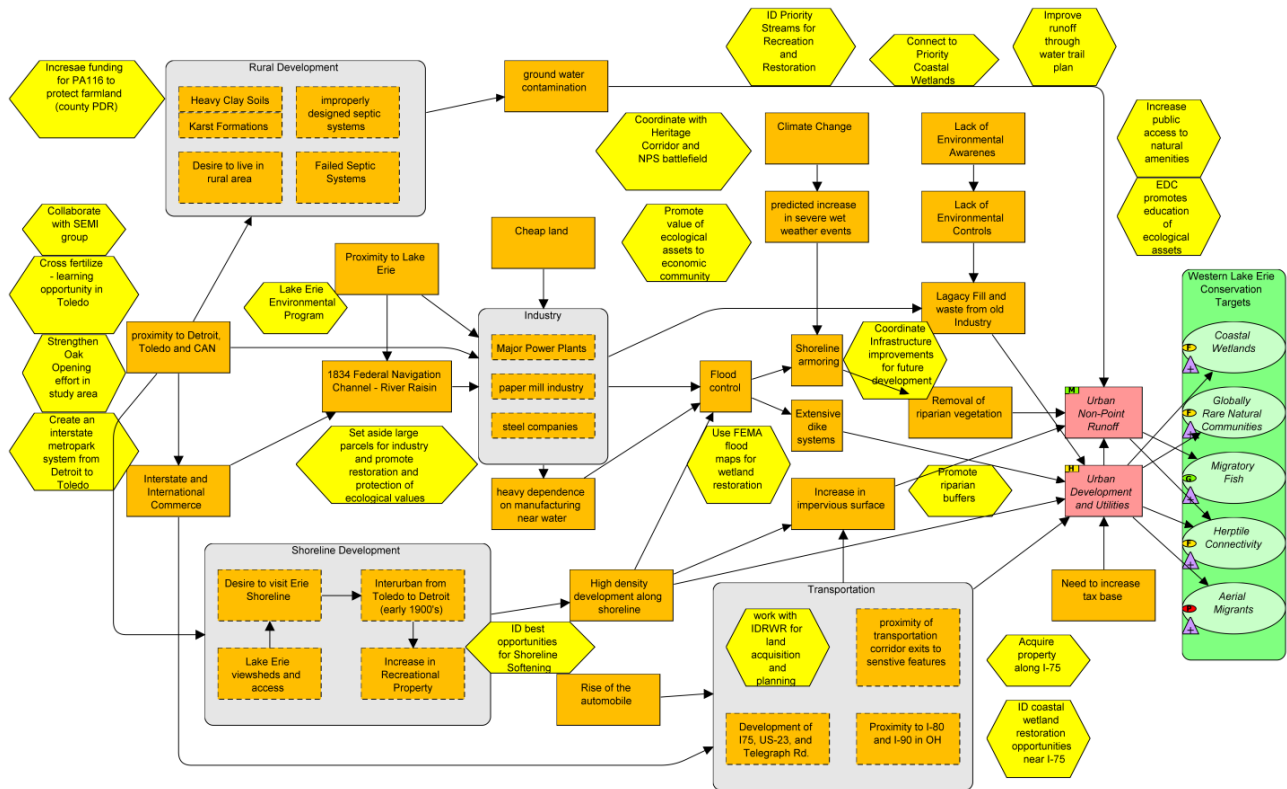 ID Priority
Streams for
Recreation
and
Restoration
Connect to
Priority
Coastal
Wetlands
Improve
runoff
through
water trail
plan
Incresae funding
for PA116 to
protect farmland
(county PDR)
Rural Development
Heavy Clay Soils
Karst Formations
improperly
designed septic
systems
Desire to live in
rural area
Failed Septic
Systems
ground water
contamination
Coordinate with
Heritage
Corridor and
NPS battlefield
Climate Change
Lack of
Environmental
Awarenes
Increase
public
access to
natural
amenities
EDC
promotes
education
of
ecological
assets
Collaborate
with SEMI
group
Cross fertilize
- learning
opportunity in
Toledo
Strengthen
Oak
Opening
effort in
study area
Create an
interstate
metropark
system from
Detroit to
Toledo
proximity to Detroit,
Toledo and CAN
Interstate and
International
Commerce
Proximity to Lake
Erie
Lake Erie
Environmental
Program
1834 Federal Navigation
Channel - River Raisin
Set aside large
parcels for industry
and promote
restoration and
protection of
ecological values
Cheap land
Industry
Major Power Plants
paper mill industry
steel companies
heavy dependence
on manufacturing
near water
Promote
value of
ecological
assets to
economic
community
predicted increase
in severe wet
weather events
Lack of
Environmental
Controls
Lagacy Fill and
waste from old
Industry
Flood
control
Shoreline
armoring
Coordinate
Infrastructure
improvements
for future
development
Extensive
dike
systems
Removal of
riparian vegetation
Use FEMA
flood
maps for
wetland
restoration
Promote
riparian
buffers
Increase in
impervious surface
M
Urban
Non-Point
Runoff
H
Urban
Development
and Utilities
Need to increase
tax base
Western Lake Erie
Conservation
Targets
Coastal
Wetlands
F
+
Globally
Rare Natural
Communities
F
+
Migratory
Fish
G
+
Herptile
Connectivity
F
+
Aerial
Migrants
P
+
Shoreline Development
Desire to visit Erie
Shoreline
Interurban from
Toledo to Detroit
(early 1900's)
Lake Erie
viewsheds and
access
Increase in
Recreational
Property
High density
development along
shoreline
ID best
opportunities
for Shoreline
Softening
Rise of the
automobile
Transportation
work with
IDRWR for
land
acquisition
and
planning
proximity of
transportation
corridor exits to
senstive features
Development of
I75, US-23, and
Telegraph Rd.
Proximity to I-80
and I-90 in OH
Acquire
property
along I-75
ID coastal
wetland
restoration
opportunities
near I-75